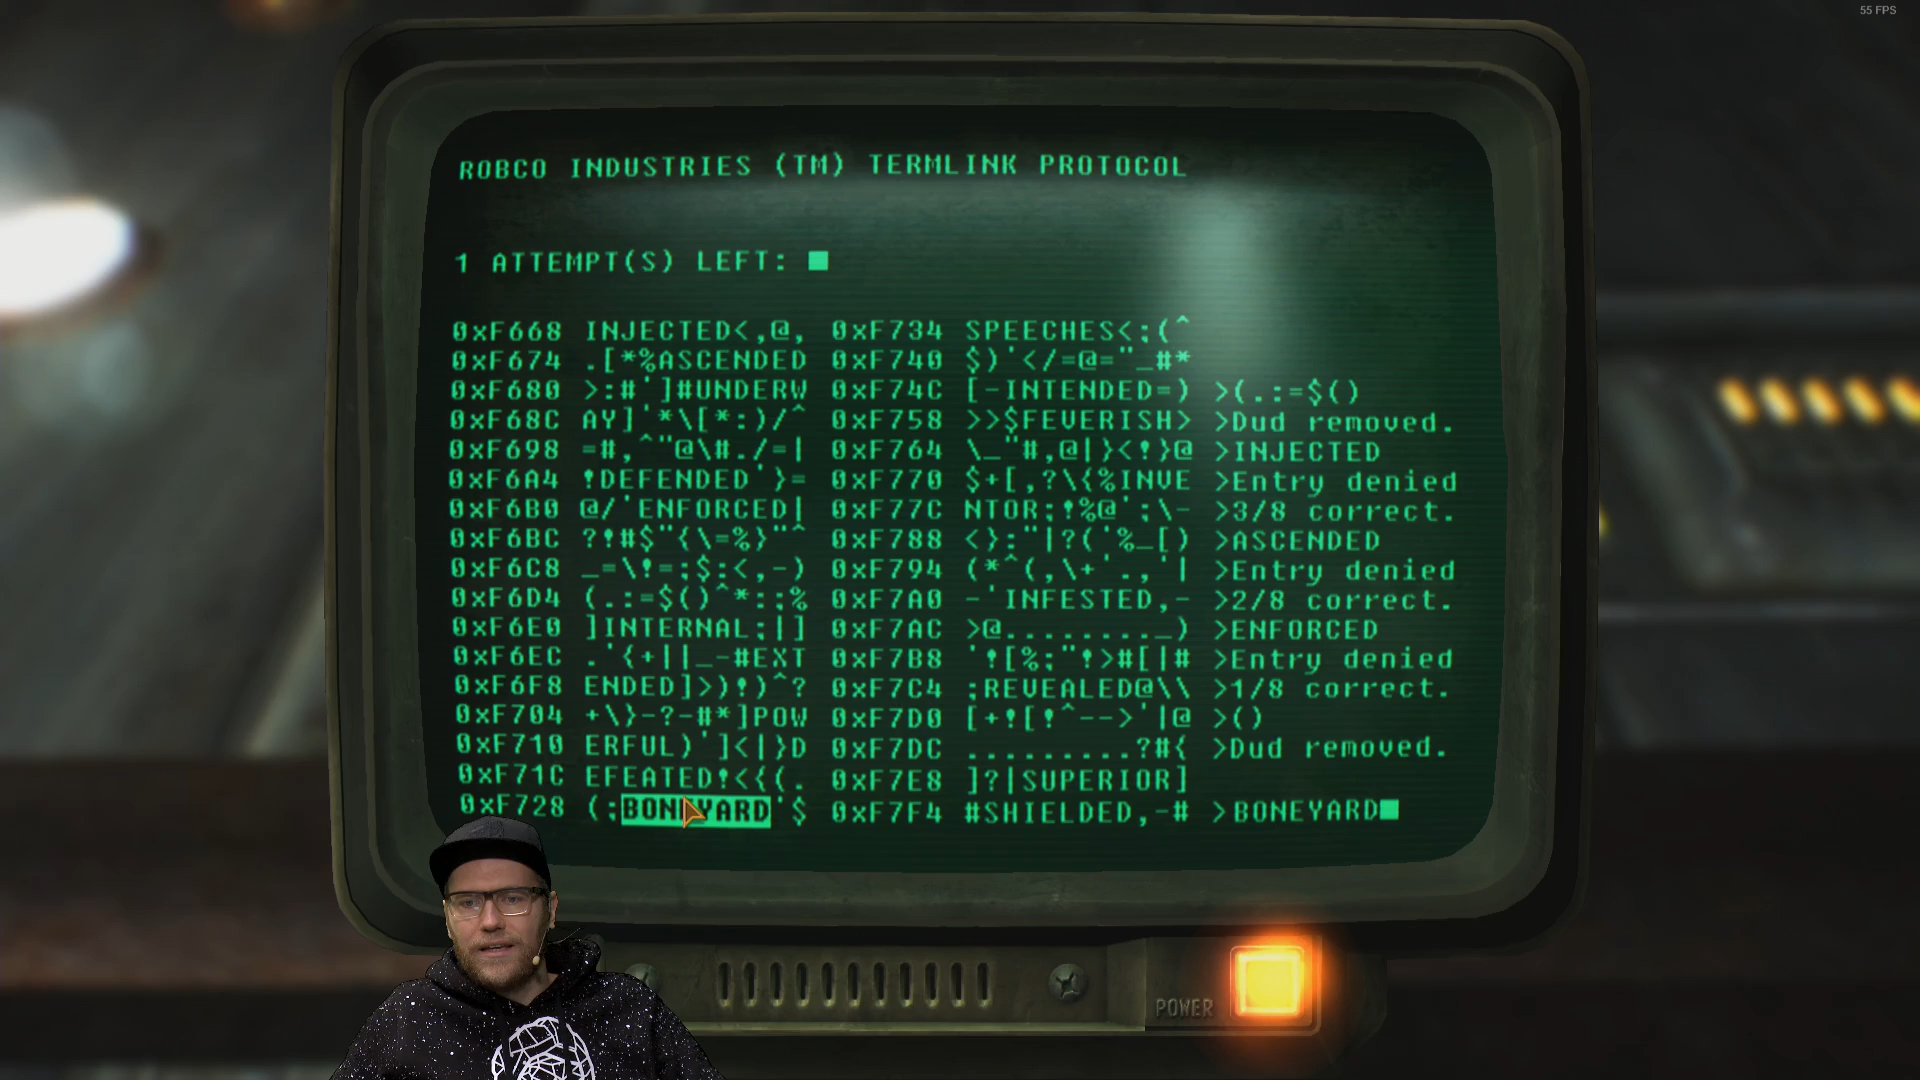 55 FPS
ROBCO INDUSTRIES (TM) TERMLINK PROTOCOL
1 ATTEMPT(S) LEFT: ■
0xF668 INJECTED<,@, 0xF734 SPEECHES<;(^
0xF674 .[*%ASCENDED 0xF740 $)'</=@="_#*
0xF680 >:#']#UNDERW 0xF74C [-INTENDED=) >(.:=$()
0xF68C AY]'*\[*:)/^ 0xF758 >>$FEVERISH> >Dud removed.
0xF698 =#,^"@\#./=| 0xF764 \_"#,@|}<!}@ >INJECTED
0xF6A4 !DEFENDED'}= 0xF770 $+[,?\{%INVE >Entry denied
0xF6B0 @/'ENFORCED| 0xF77C NTOR;!%@';\- >3/8 correct.
0xF6BC ?!#$"{\=%}"^ 0xF788 <}:"|?('%_[) >ASCENDED
0xF6C8 _=\!=;$:<,-) 0xF794 (*^(,\+'.,'| >Entry denied
0xF6D4 (.:=$()^*:;% 0xF7A0 -'INFESTED,- >2/8 correct.
0xF6E0 ]INTERNAL;|] 0xF7AC >@........_) >ENFORCED
0xF6EC .'{+||_-#EXT 0xF7B8 '![%;"!>#[|# >Entry denied
0xF6F8 ENDED]>)!)^? 0xF7C4 ;REVEALED@\\ >1/8 correct.
0xF704 +\}-?-#*]POW 0xF7D0 [+![!^-->'|@ >()
0xF710 ERFUL)']<|}D 0xF7DC ........?#{ >Dud removed.
0xF71C EFEATED!<{(. 0xF7E8 ]?|SUPERIOR]
0xF728 (;BONEYARD'$ 0xF7F4 #SHIELDED,-# >BONEYARD■
POWER